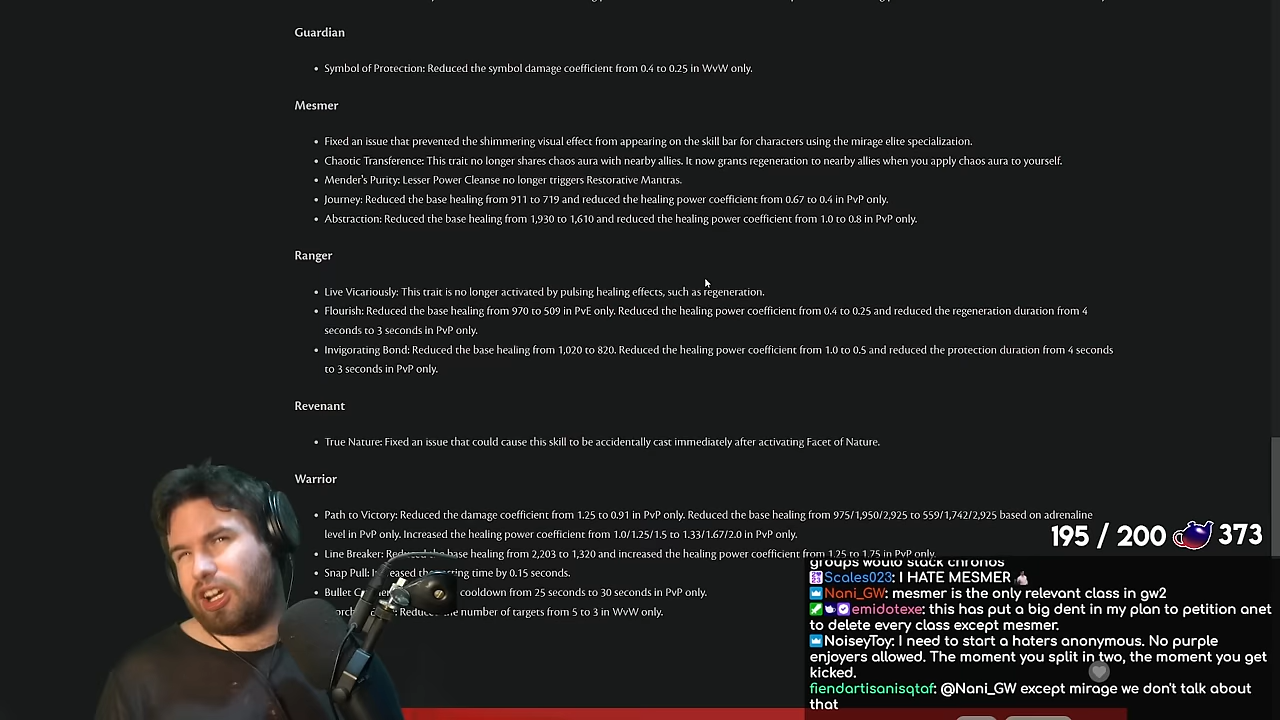 Guardian
Symbol of Protection: Reduced the symbol damage coefficient from 0.4 to 0.25 in WvW only.
Mesmer
Fixed an issue that prevented the shimmering visual effect from appearing on the skill bar for characters using the mirage elite specialization.
Chaotic Transference: This trait no longer shares chaos aura with nearby allies. It now grants regeneration to nearby allies when you apply chaos aura to yourself.
Mender's Purity: Lesser Power Cleanse no longer triggers Restorative Mantras.
Journey: Reduced the base healing from 911 to 719 and reduced the healing power coefficient from 0.67 to 0.4 in PvP only.
Abstraction: Reduced the base healing from 1,930 to 1,610 and reduced the healing power coefficient from 1.0 to 0.8 in PvP only.
Ranger
Live Vicariously: This trait is no longer activated by pulsing healing effects, such as regeneration.
Flourish: Reduced the base healing from 970 to 509 in PvE only. Reduced the healing power coefficient from 0.4 to 0.25 and reduced the regeneration duration from 4
seconds to 3 seconds in PvP only.
Invigorating Bond: Reduced the base healing from 1,020 to 820. Reduced the healing power coefficient from 1.0 to 0.5 and reduced the protection duration from 4 seconds
to 3 seconds in PvP only.
Revenant
True Nature: Fixed an issue that could cause this skill to be accidentally cast immediately after activating Facet of Nature.
Warrior
Path to Victory: Reduced the damage coefficient from 1.25 to 0.91 in PvP only. Reduced the base healing from 975/1,950/2,925 to 559/1,742/2,925 based on adrenaline
level in PvP only. Increased the healing power coefficient from 1.0/1.25/1.5 to 1.33/1.67/2.0 in PvP only.
Line Breaker: Reduced the base healing from 2,203 to 1,320 and increased the healing power coefficient from 1.25 to 1.75 in PvP only.
Snap Pull: Increased the casting time by 0.15 seconds.
Bullet cooldown from 25 seconds to 30 seconds in PvP only.
number of targets from 5 to 3 in WvW only.
195 / 200 373
groups would stack chronos
Scales023: I HATE MESMER
Nani_GW: mesmer is the only relevant class in gw2
emidotexe: this has put a big dent in my plan to petition anet
to delete every class except mesmer.
NoiseyToy: I need to start a haters anonymous. No purple
enjoyers allowed. The moment you split in two, the moment you get
kicked.
fiendartisanisqtaf: @Nani_GW except mirage we don't talk about
that